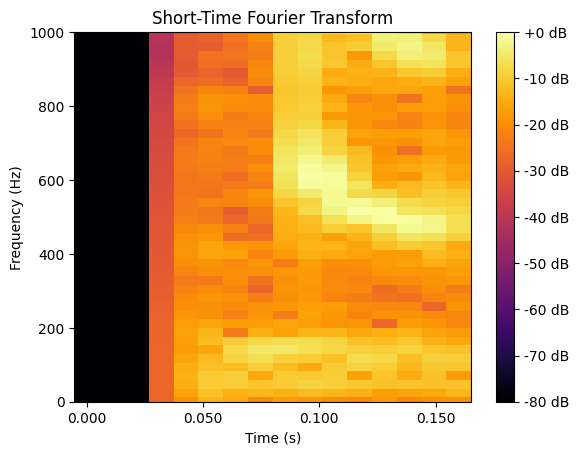 Short-Time Fourier Transform
Frequency (Hz)
1000
800
600
400
200
0
0.000
0.050
0.100
0.150
Time (s)
+0 dB
-10 dB
-20 dB
-30 dB
-40 dB
-50 dB
-60 dB
-70 dB
-80 dB